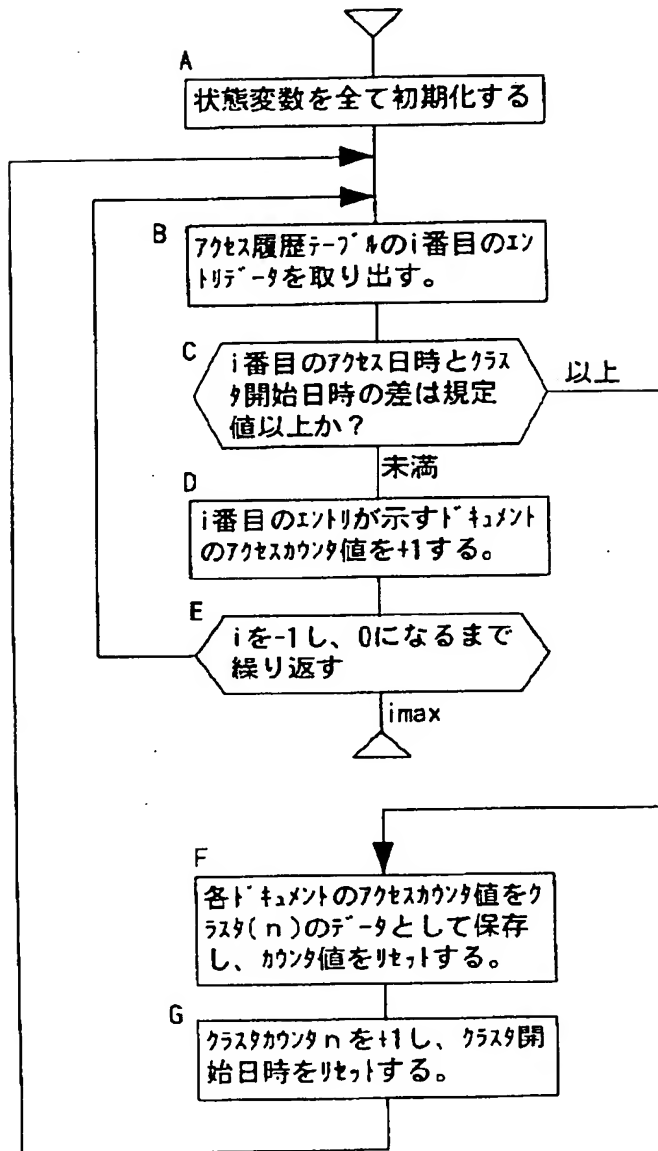 A
状態変数を全て初期化する
B
ｱｸｾｽ履歴ﾃｰﾌﾞﾙのi番目のｴﾝ
ﾄﾘﾃﾞｰﾀを取り出す。
C
i番目のｱｸｾｽ日時とｸﾗｽ
ﾀ開始日時の差は規定
値以上か？
以上
未満
D
i番目のｴﾝﾄﾘが示すﾄﾞｷｭﾒﾝﾄ
のｱｸｾｽｶｳﾝﾀ値を+1する。
E
iを-1し、0になるまで
繰り返す
imax
F
各ﾄﾞｷｭﾒﾝﾄのｱｸｾｽｶｳﾝﾀ値をｸ
ﾗｽﾀ(n)のﾃﾞｰﾀとして保存
し、ｶｳﾝﾀ値をﾘｾｯﾄする。
G
ｸﾗｽﾀｶｳﾝﾀnを+1し、ｸﾗｽﾀ開
始日時をﾘｾｯﾄする。